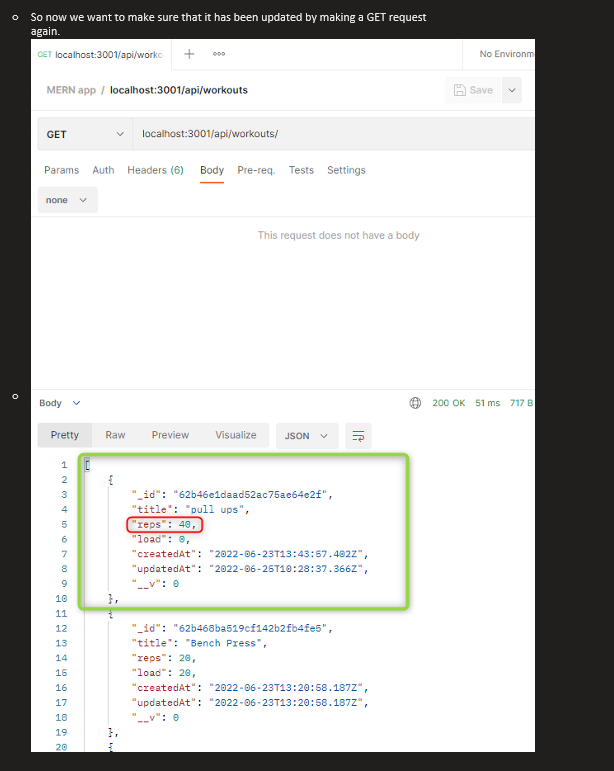 So now we want to make sure that it has been updated by making a GET request
again.
GET localhost:3001/api/worko + ooo No Environm
MERN app / localhost:3001/api/workouts Save
GET localhost:3001/api/workouts/
Params Auth Headers (6) Body Pre-req. Tests Settings
none
This request does not have a body
Body 200 OK 51 ms 717 B
Pretty Raw Preview Visualize JSON
1 [
2 {
3 "_id": "62b46e1daad52ac75ae64e2f",
4 "title": "pull ups",
5 "reps": 40,
6 "load": 0,
7 "createdAt": "2022-06-23T13:43:57.402Z",
8 "updatedAt": "2022-06-25T10:28:37.366Z",
9 "__v": 0
10 },
11 {
12 "_id": "62b468ba519cf142b2fb4fe5",
13 "title": "Bench Press",
14 "reps": 20,
15 "load": 20,
16 "createdAt": "2022-06-23T13:20:58.187Z",
17 "updatedAt": "2022-06-23T13:20:58.187Z",
18 "__v": 0
19 },
20 {